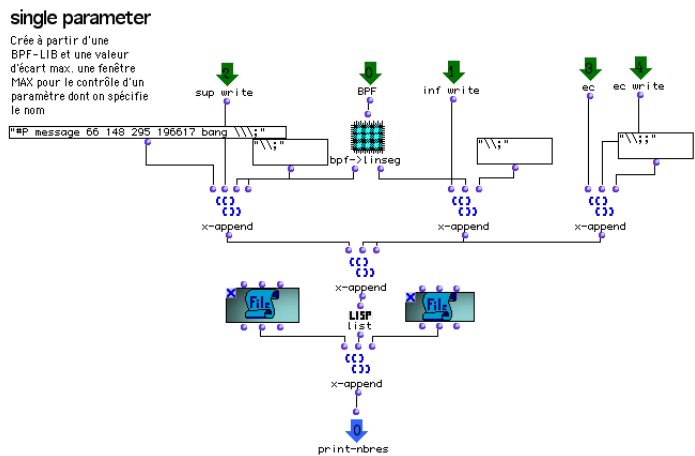 single parameter
Crée à partir d'une
BPF-LIB et une valeur
d'écart max. une fenêtre
MAX pour le contrôle d'un
paramètre dont on spécifie
le nom
2
0
1
3
4
sup write
BPF
inf write
ec
ec write
"#P message 66 148 295 196617 bang \\\;"
"\\;"
"\\;"
"\\;;"
bpf->linseg
x-append
x-append
x-append
x-append
File
File
LISP
list
x-append
0
print-nbres